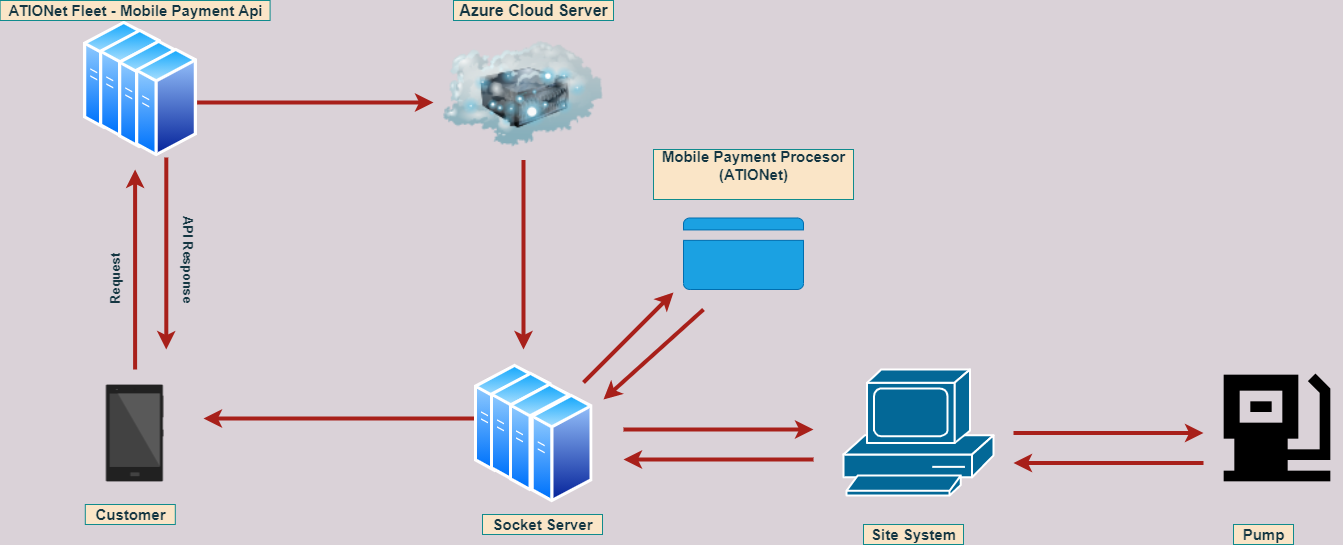 ATIONet Fleet - Mobile Payment Api
Azure Cloud Server
Mobile Payment Procesor
(ATIONet)
Request
API Response
Customer
Socket Server
Site System
Pump